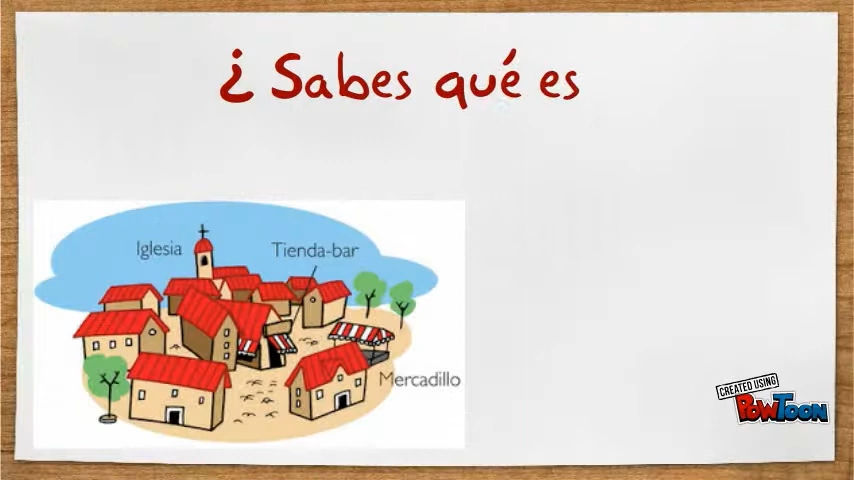 ¿ Sabes qué es
Iglesia
Tienda-bar
Mercadillo
CREATED USING
POWTOON